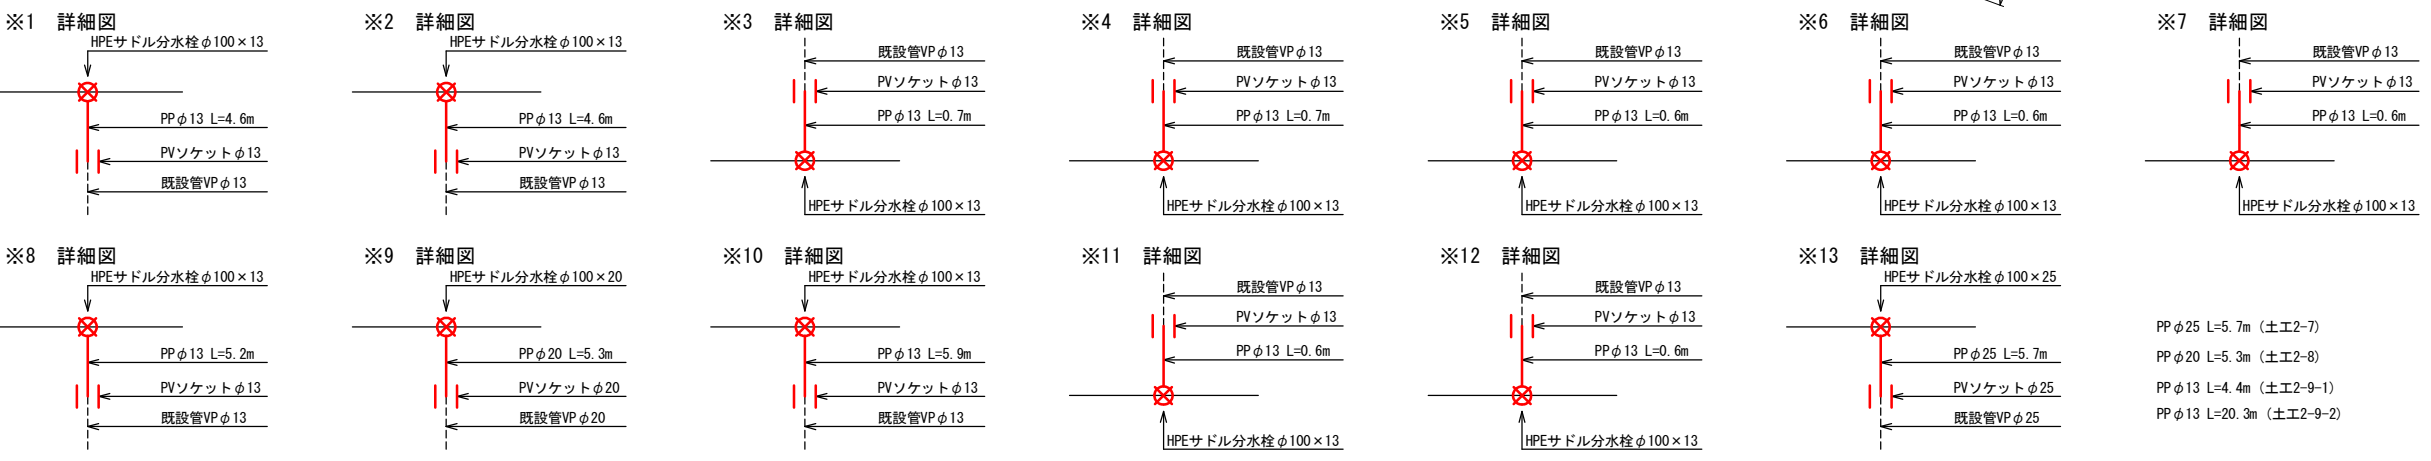 ※1 詳細図
HPEサドル分水栓φ100×13
PPφ13 L=4.6m
PVソケットφ13
既設管VPφ13
※2 詳細図
HPEサドル分水栓φ100×13
PPφ13 L=4.6m
PVソケットφ13
既設管VPφ13
※3 詳細図
既設管VPφ13
PVソケットφ13
PPφ13 L=0.7m
HPEサドル分水栓φ100×13
※4 詳細図
既設管VPφ13
PVソケットφ13
PPφ13 L=0.7m
HPEサドル分水栓φ100×13
※5 詳細図
既設管VPφ13
PVソケットφ13
PPφ13 L=0.6m
HPEサドル分水栓φ100×13
※6 詳細図
既設管VPφ13
PVソケットφ13
PPφ13 L=0.6m
HPEサドル分水栓φ100×13
※7 詳細図
既設管VPφ13
PVソケットφ13
PPφ13 L=0.6m
HPEサドル分水栓φ100×13
※8 詳細図
HPEサドル分水栓φ100×13
PPφ13 L=5.2m
PVソケットφ13
既設管VPφ13
※9 詳細図
HPEサドル分水栓φ100×20
PPφ20 L=5.3m
PVソケットφ20
既設管VPφ20
※10 詳細図
HPEサドル分水栓φ100×13
PPφ13 L=5.9m
PVソケットφ13
既設管VPφ13
※11 詳細図
既設管VPφ13
PVソケットφ13
PPφ13 L=0.6m
HPEサドル分水栓φ100×13
※12 詳細図
既設管VPφ13
PVソケットφ13
PPφ13 L=0.6m
HPEサドル分水栓φ100×13
※13 詳細図
HPEサドル分水栓φ100×25
PPφ25 L=5.7m
PVソケットφ25
既設管VPφ25
PPφ25 L=5.7m (土工2-7)
PPφ20 L=5.3m (土工2-8)
PPφ13 L=4.4m (土工2-9-1)
PPφ13 L=20.3m (土工2-9-2)